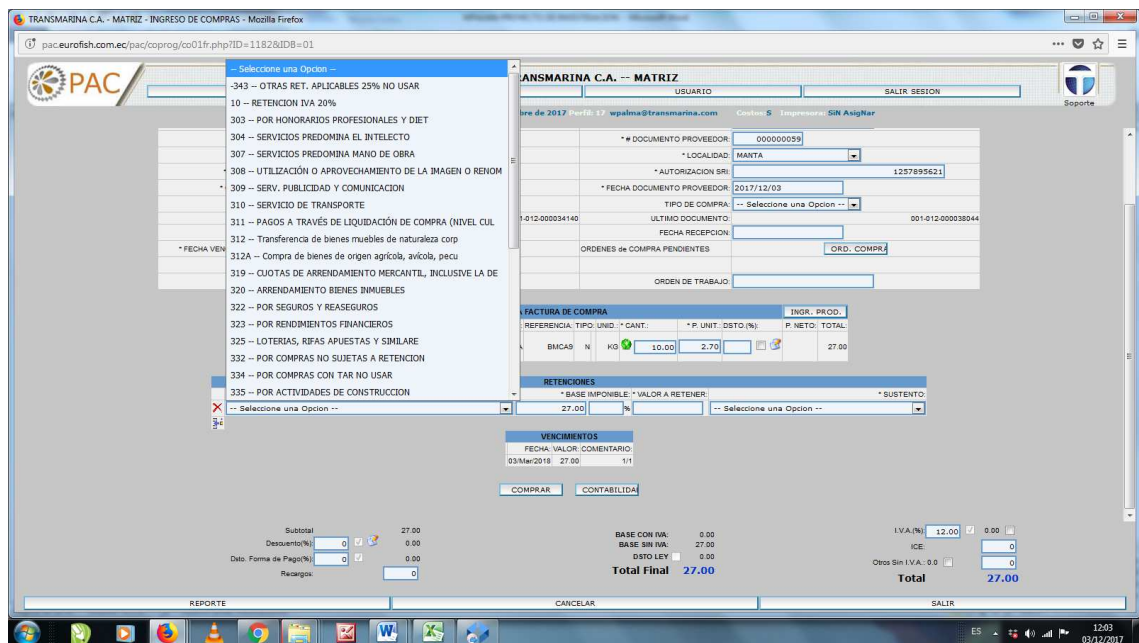 TRANSMARINA C.A. - MATRIZ - INGRESO DE COMPRAS - Mozilla Firefox
pac.eurofish.com.ec/pac/coprog/co01fr.php?ID=1182&IDB=01
PAC
ANSMARINA C.A. -- MATRIZ
USUARIO
SALIR SESION
Soporte
bre de 2017 Perfil: 17 wpalma@transmarina.com Costos: S Impresora: SiN AsigNar
-- Seleccione una Opcion --
-343 -- OTRAS RET. APLICABLES 25% NO USAR
10 -- RETENCION IVA 20%
303 -- POR HONORARIOS PROFESIONALES Y DIET
304 -- SERVICIOS PREDOMINA EL INTELECTO
307 -- SERVICIOS PREDOMINA MANO DE OBRA
308 -- UTILIZACIÓN O APROVECHAMIENTO DE LA IMAGEN O RENOM
309 -- SERV. PUBLICIDAD Y COMUNICACION
310 -- SERVICIO DE TRANSPORTE
311 -- PAGOS A TRAVÉS DE LIQUIDACIÓN DE COMPRA (NIVEL CUL
312 -- Transferencia de bienes muebles de naturaleza corp
312A -- Compra de bienes de origen agrícola, avícola, pecu
319 -- CUOTAS DE ARRENDAMIENTO MERCANTIL, INCLUSIVE LA DE
320 -- ARRENDAMIENTO BIENES INMUEBLES
322 -- POR SEGUROS Y REASEGUROS
323 -- POR RENDIMIENTOS FINANCIEROS
325 -- LOTERIAS, RIFAS APUESTAS Y SIMILARE
332 -- POR COMPRAS NO SUJETAS A RETENCION
334 -- POR COMPRAS CON TAR NO USAR
335 -- POR ACTIVIDADES DE CONSTRUCCION
* # DOCUMENTO PROVEEDOR: 000000059
* LOCALIDAD: MANTA
* AUTORIZACION SRI: 1257895621
* FECHA DOCUMENTO PROVEEDOR: 2017/12/03
TIPO DE COMPRA: -- Seleccione una Opcion --
1-012-000034140 ULTIMO DOCUMENTO: 001-012-000038044
FECHA RECEPCION:
* FECHA VEN ORDENES de COMPRA PENDIENTES ORD. COMPRA
ORDEN DE TRABAJO:
FACTURA DE COMPRA INGR. PROD.
REFERENCIA: TIPO: UNID.: * CANT.: * P. UNIT.: DSTO.(%): P. NETO: TOTAL:
BMCA9 N KG 10.00 2.70 27.00
RETENCIONES
* BASE IMPONIBLE: * VALOR A RETENER: * SUSTENTO:
-- Seleccione una Opcion -- 27.00 % -- Seleccione una Opcion --
VENCIMIENTOS
FECHA: VALOR: COMENTARIO:
03/Mar/2018 27.00 1/1
COMPRAR CONTABILIDA
Subtotal 27.00
Descuento(%): 0 0.00
Dsto. Forma de Pago(%): 0 0.00
Recargos: 0
BASE CON IVA: 0.00
BASE SIN IVA: 27.00
DSTO LEY 0.00
Total Final 27.00
I.V.A.(%): 12.00 0.00
ICE: 0
Otros Sin I.V.A.: 0.0 0
Total 27.00
REPORTE CANCELAR SALIR
ES 12:03
03/12/2017